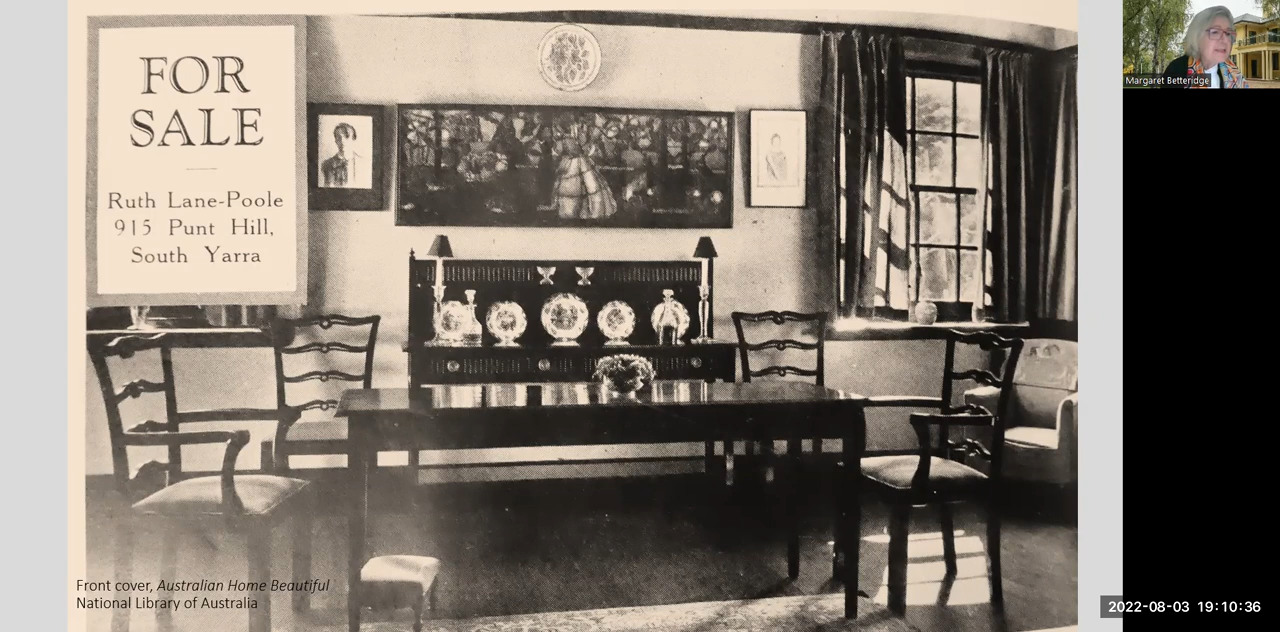 FOR
SALE
Ruth Lane-Poole
915 Punt Hill,
South Yarra
Front cover, Australian Home Beautiful
National Library of Australia
Margaret Betteridge
2022-08-03 19:10:36